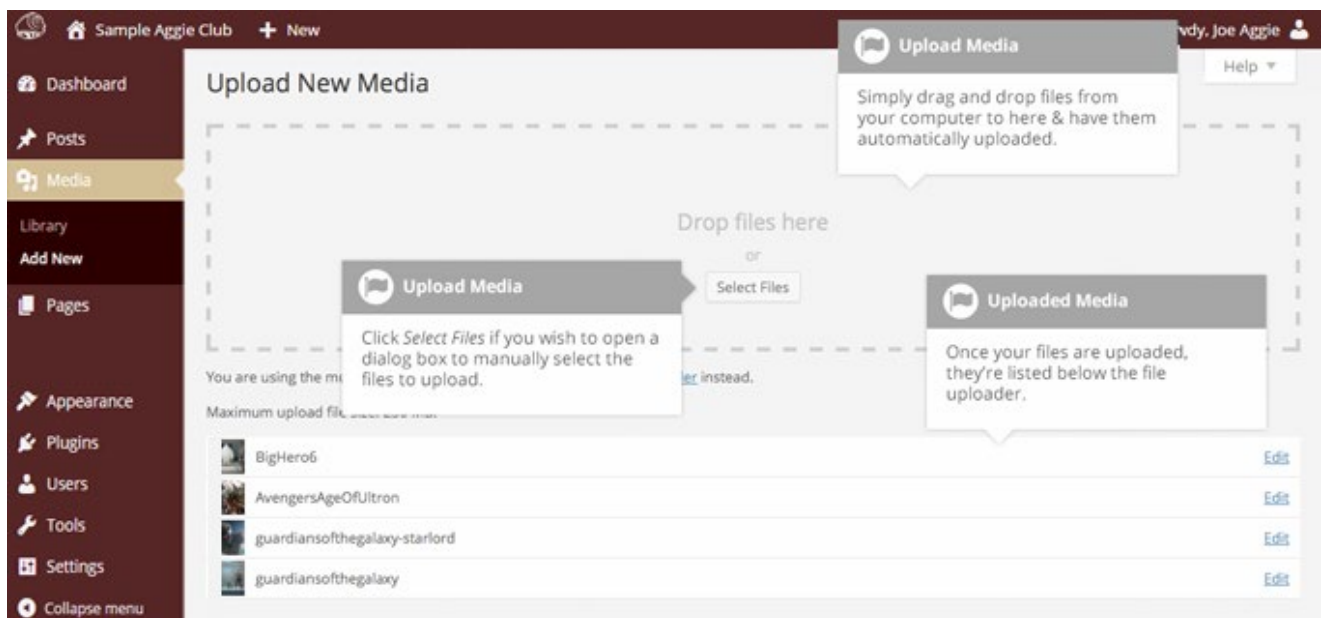 Sample Aggie Club + New
vdy, Joe Aggie
Upload Media
Simply drag and drop files from
your computer to here & have them
automatically uploaded.
Help
Dashboard
Posts
Media
Library
Add New
Pages
Appearance
Plugins
Users
Tools
Settings
Collapse menu
Upload New Media
Drop files here
or
Select Files
Upload Media
Click Select Files if you wish to open a
dialog box to manually select the
files to upload.
Uploaded Media
Once your files are uploaded,
they're listed below the file
uploader.
You are using the instead.
Maximum upload
BigHero6 Edit
AvengersAgeOfUltron Edit
guardiansofthegalaxy-starlord Edit
guardiansofthegalaxy Edit